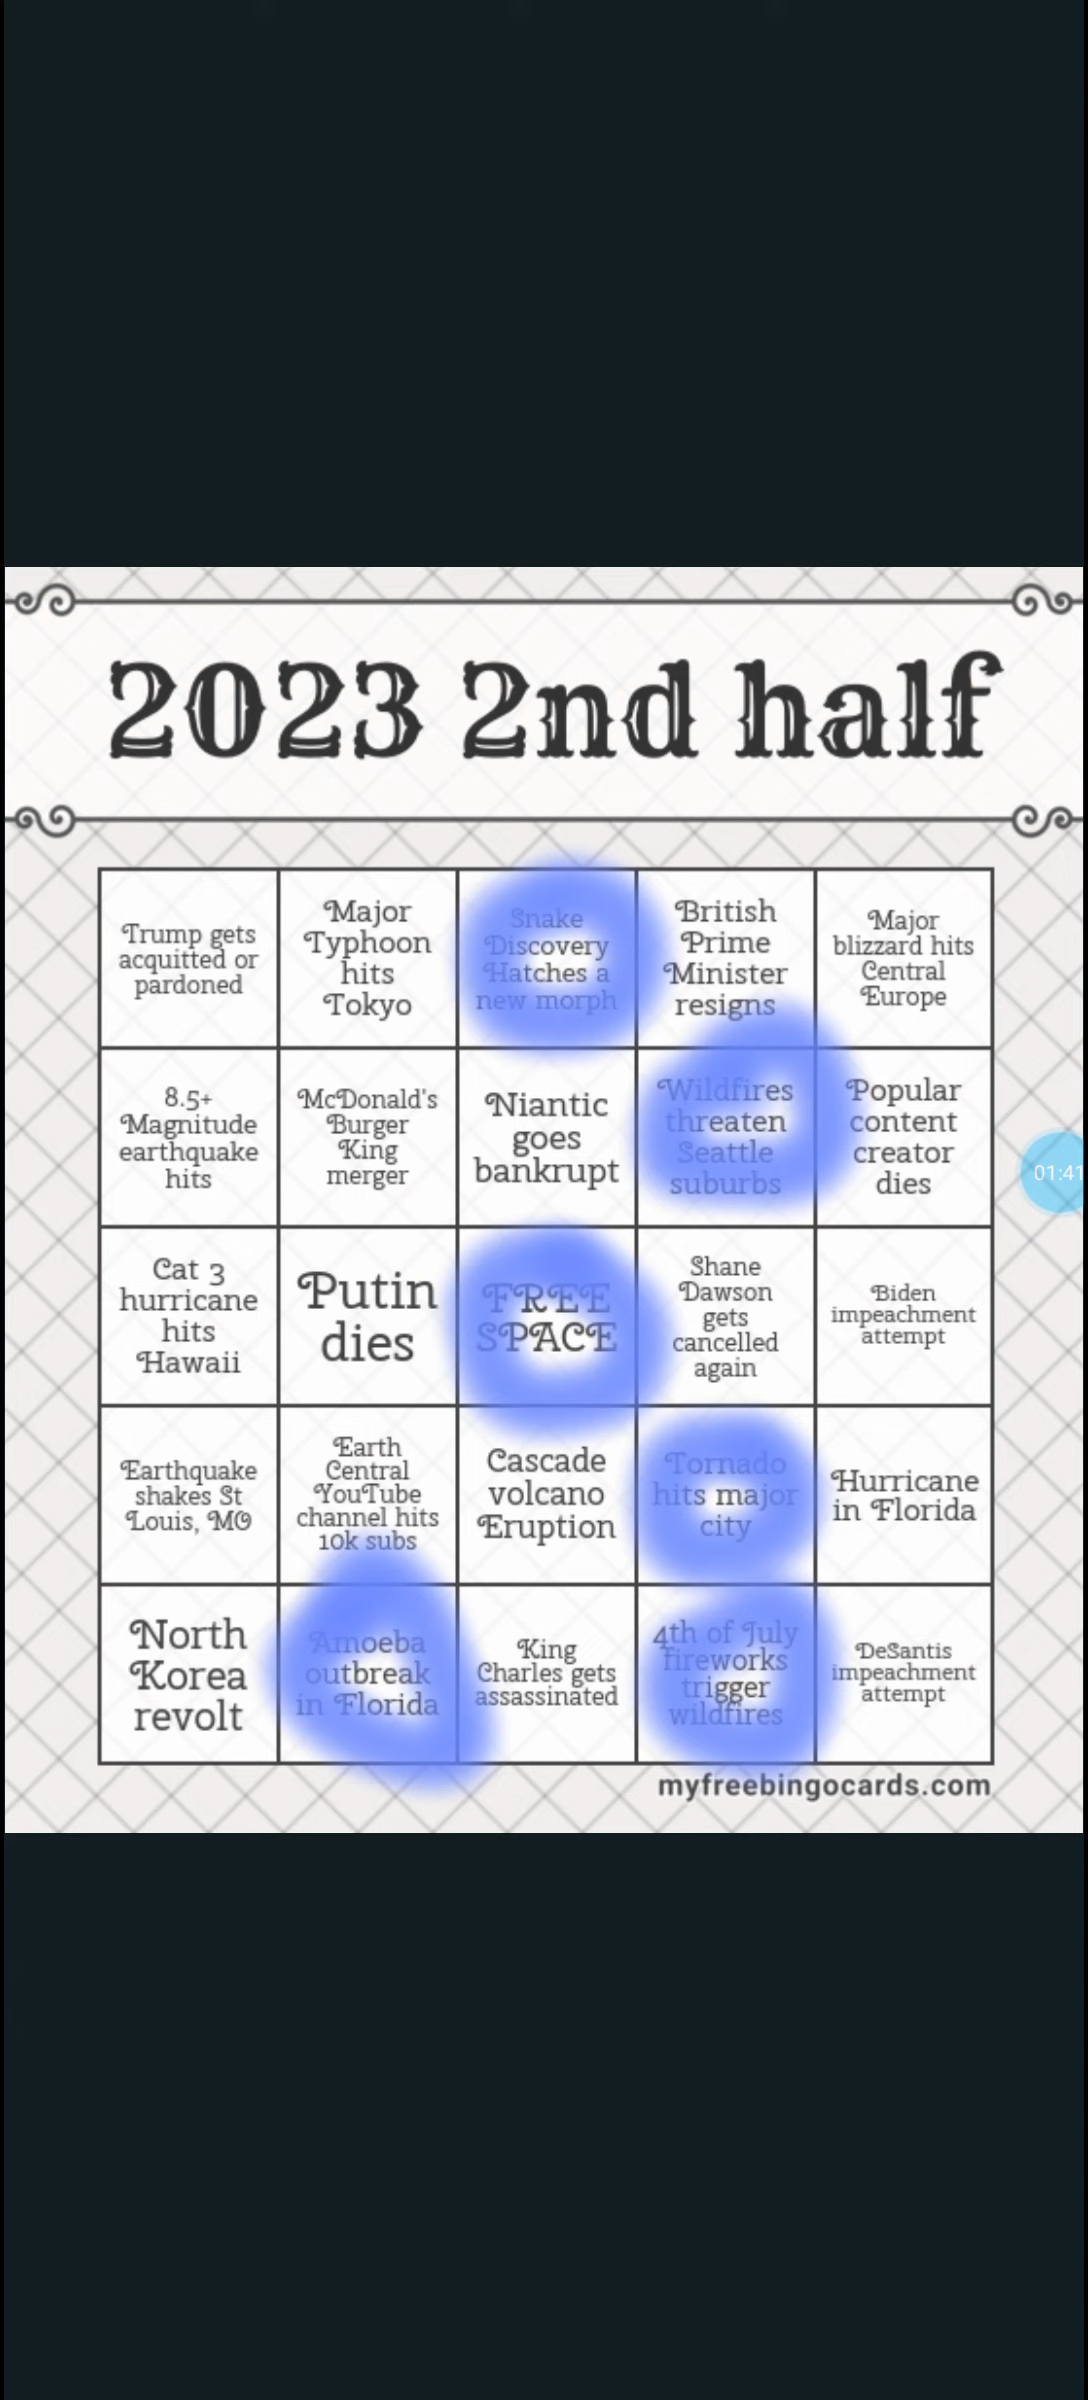 2023 2nd half
Trump gets
acquitted or
pardoned
Major
Typhoon
hits
Tokyo
Snake
Discovery
Hatches a
new morph
British
Prime
Minister
resigns
Major
blizzard hits
Central
Europe
8.5+
Magnitude
earthquake
hits
McDonald's
Burger
King
merger
Niantic
goes
bankrupt
Wildfires
threaten
Seattle
suburbs
Popular
content
creator
dies
01:41
Cat 3
hurricane
hits
Hawaii
Putin
dies
FREE
SPACE
Shane
Dawson
gets
cancelled
again
Biden
impeachment
attempt
Earthquake
shakes St
Louis, MO
Earth
Central
YouTube
channel hits
10k subs
Cascade
volcano
Eruption
Tornado
hits major
city
Hurricane
in Florida
North
Korea
revolt
Amoeba
outbreak
in Florida
King
Charles gets
assassinated
4th of July
fireworks
trigger
wildfires
DeSantis
impeachment
attempt
myfreebingocards.com